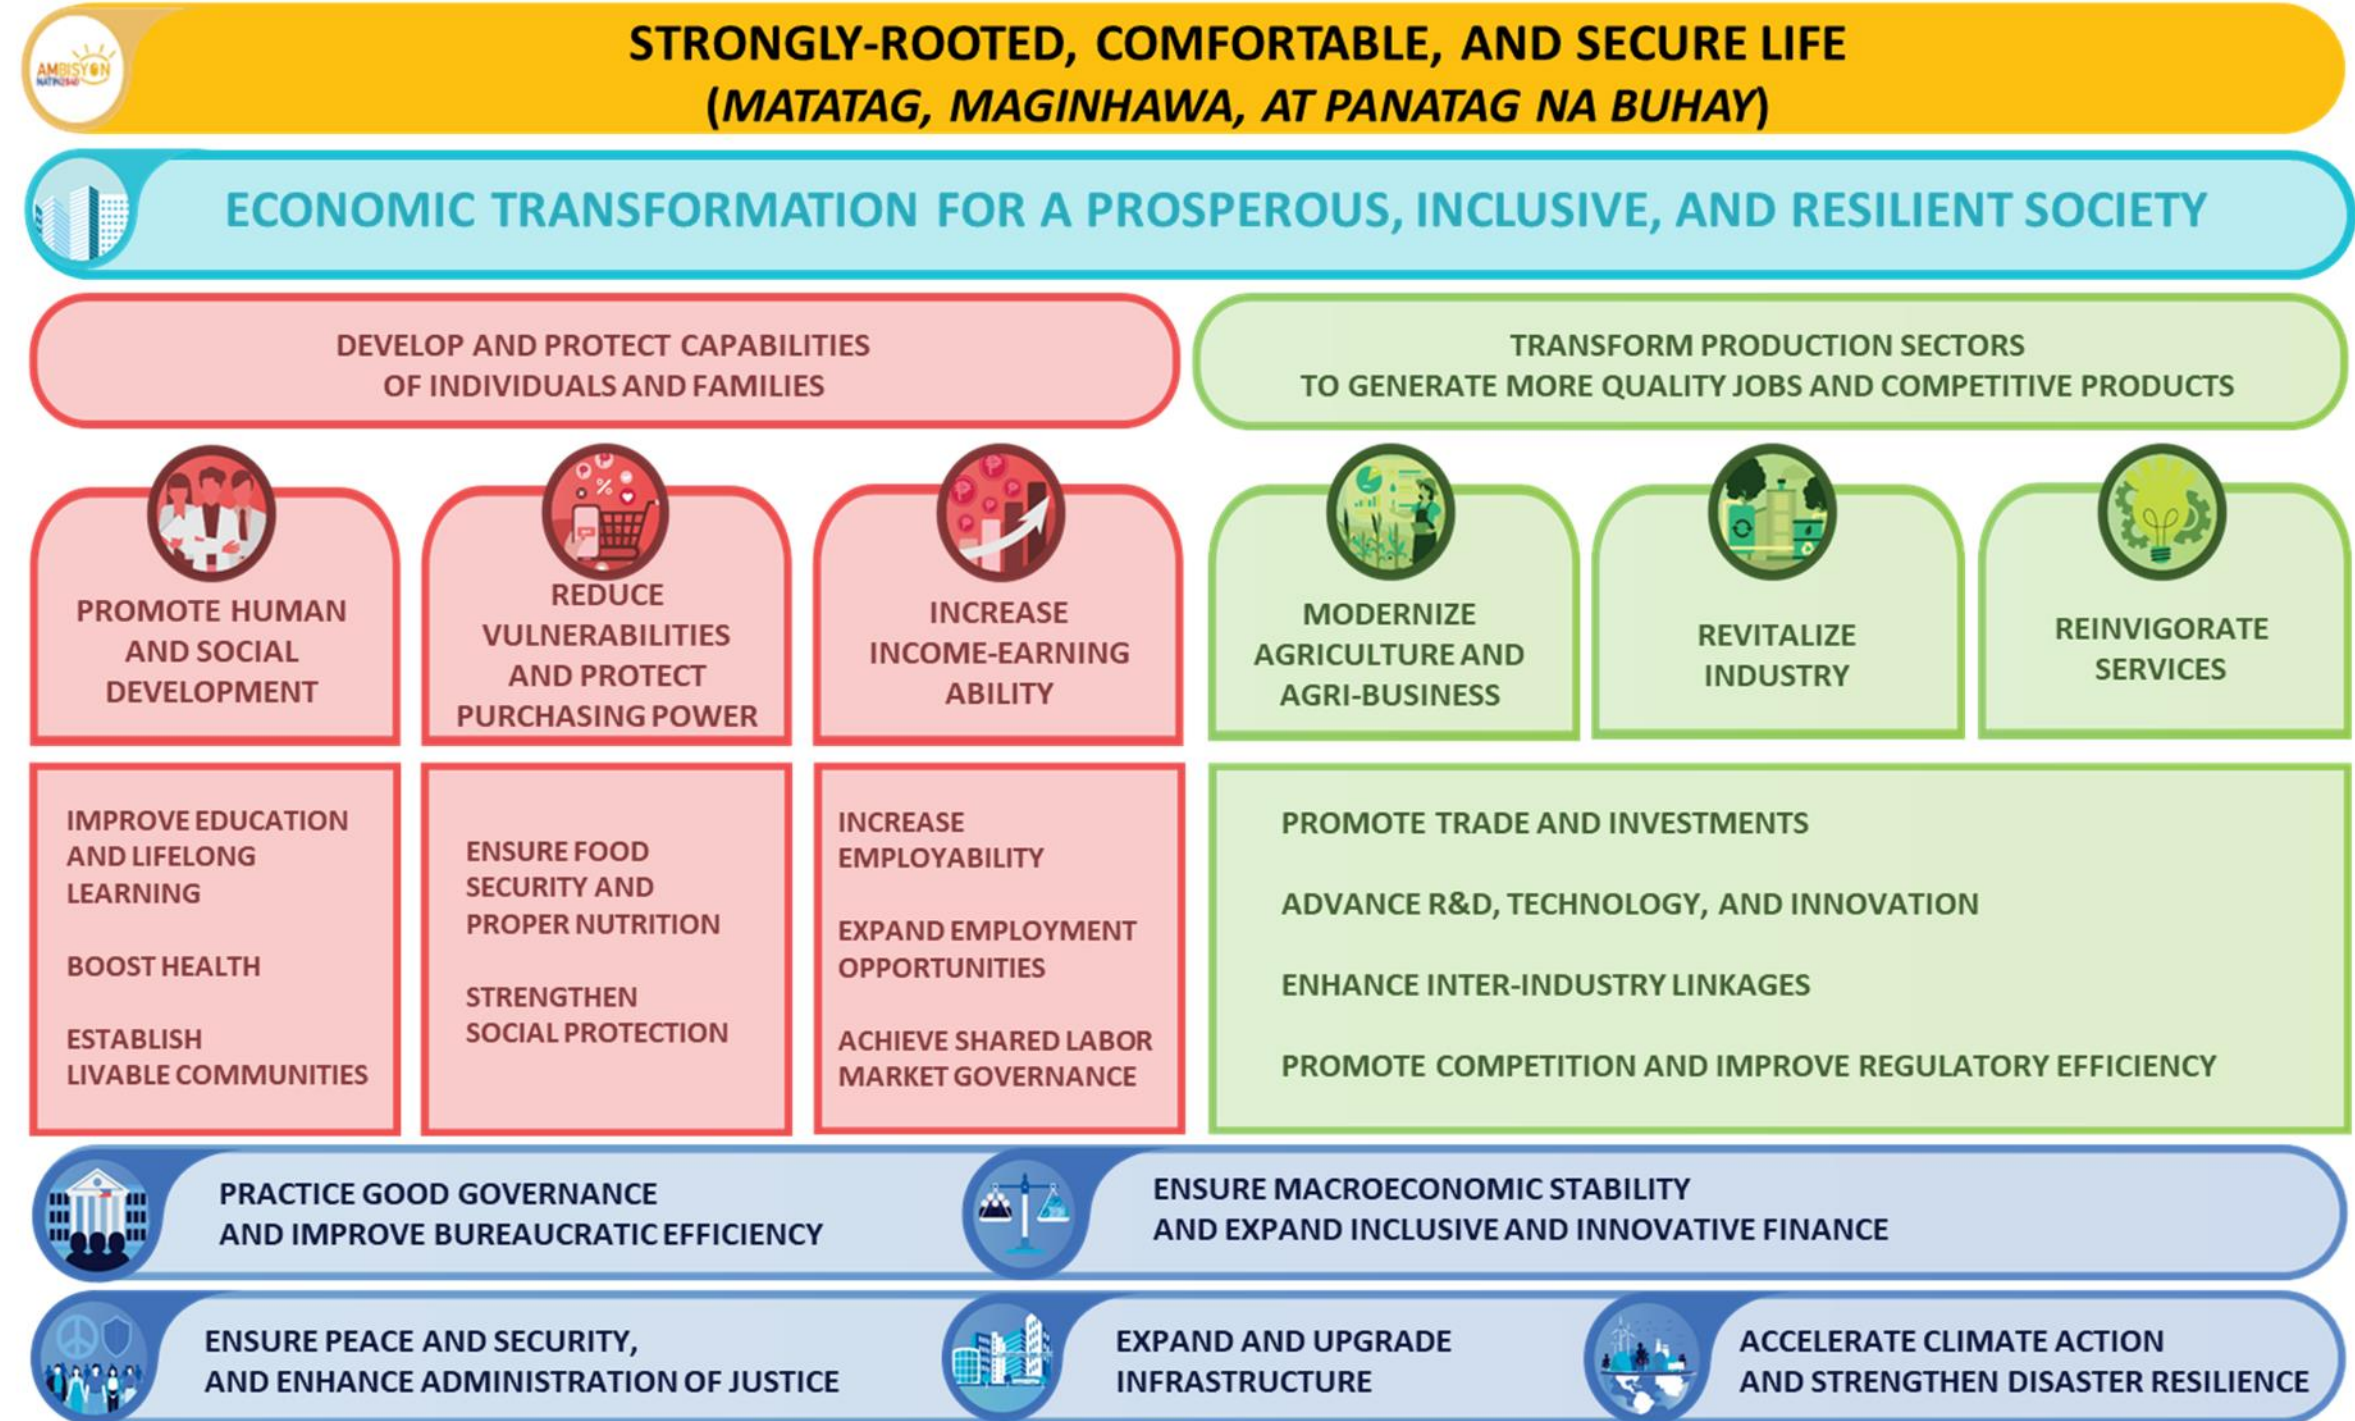 AMBISYON
NATIN2040
STRONGLY-ROOTED, COMFORTABLE, AND SECURE LIFE
(MATATAG, MAGINHAWA, AT PANATAG NA BUHAY)
ECONOMIC TRANSFORMATION FOR A PROSPEROUS, INCLUSIVE, AND RESILIENT SOCIETY
DEVELOP AND PROTECT CAPABILITIES
OF INDIVIDUALS AND FAMILIES
TRANSFORM PRODUCTION SECTORS
TO GENERATE MORE QUALITY JOBS AND COMPETITIVE PRODUCTS
PROMOTE HUMAN
AND SOCIAL
DEVELOPMENT
REDUCE
VULNERABILITIES
AND PROTECT
PURCHASING POWER
INCREASE
INCOME-EARNING
ABILITY
MODERNIZE
AGRICULTURE AND
AGRI-BUSINESS
REVITALIZE
INDUSTRY
REINVIGORATE
SERVICES
IMPROVE EDUCATION
AND LIFELONG
LEARNING
BOOST HEALTH
ESTABLISH
LIVABLE COMMUNITIES
ENSURE FOOD
SECURITY AND
PROPER NUTRITION
STRENGTHEN
SOCIAL PROTECTION
INCREASE
EMPLOYABILITY
EXPAND EMPLOYMENT
OPPORTUNITIES
ACHIEVE SHARED LABOR
MARKET GOVERNANCE
PROMOTE TRADE AND INVESTMENTS
ADVANCE R&D, TECHNOLOGY, AND INNOVATION
ENHANCE INTER-INDUSTRY LINKAGES
PROMOTE COMPETITION AND IMPROVE REGULATORY EFFICIENCY
PRACTICE GOOD GOVERNANCE
AND IMPROVE BUREAUCRATIC EFFICIENCY
ENSURE MACROECONOMIC STABILITY
AND EXPAND INCLUSIVE AND INNOVATIVE FINANCE
ENSURE PEACE AND SECURITY,
AND ENHANCE ADMINISTRATION OF JUSTICE
EXPAND AND UPGRADE
INFRASTRUCTURE
ACCELERATE CLIMATE ACTION
AND STRENGTHEN DISASTER RESILIENCE